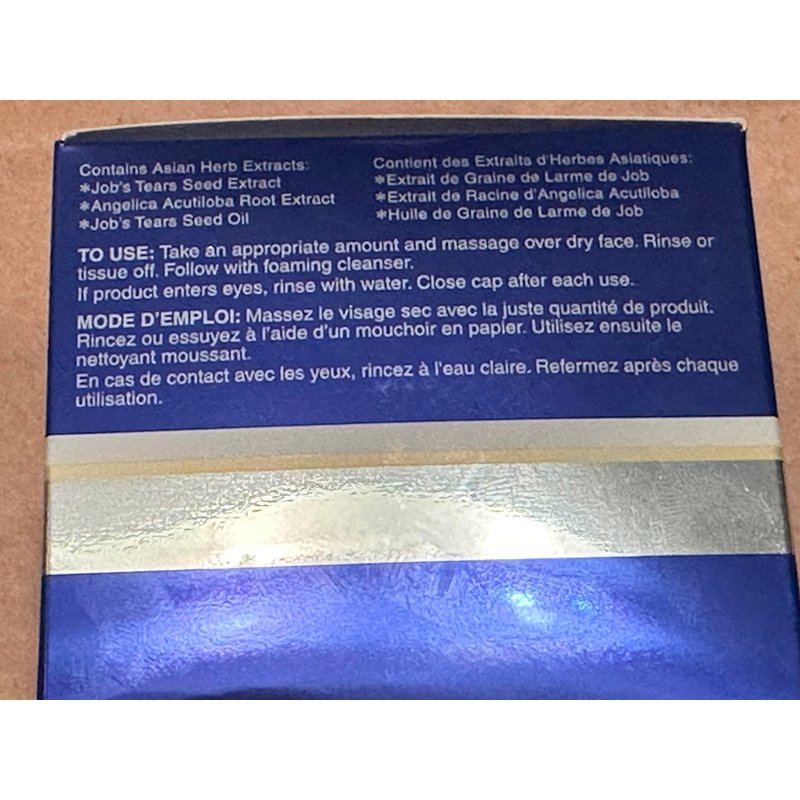 Contains Asian Herb Extracts:
*Job's Tears Seed Extract
*Angelica Acutiloba Root Extract
*Job's Tears Seed Oil
Contient des Extraits d'Herbes Asiatiques:
*Extrait de Graine de Larme de Job
*Extrait de Racine d'Angelica Acutiloba
*Huile de Graine de Larme de Job
TO USE: Take an appropriate amount and massage over dry face. Rinse or
tissue off. Follow with foaming cleanser.
If product enters eyes, rinse with water. Close cap after each use.
MODE D'EMPLOI: Massez le visage sec avec la juste quantité de produit.
Rincez ou essuyez à l'aide d'un mouchoir en papier. Utilisez ensuite le
nettoyant moussant.
En cas de contact avec les yeux, rincez à l'eau claire. Refermez après chaque
utilisation.